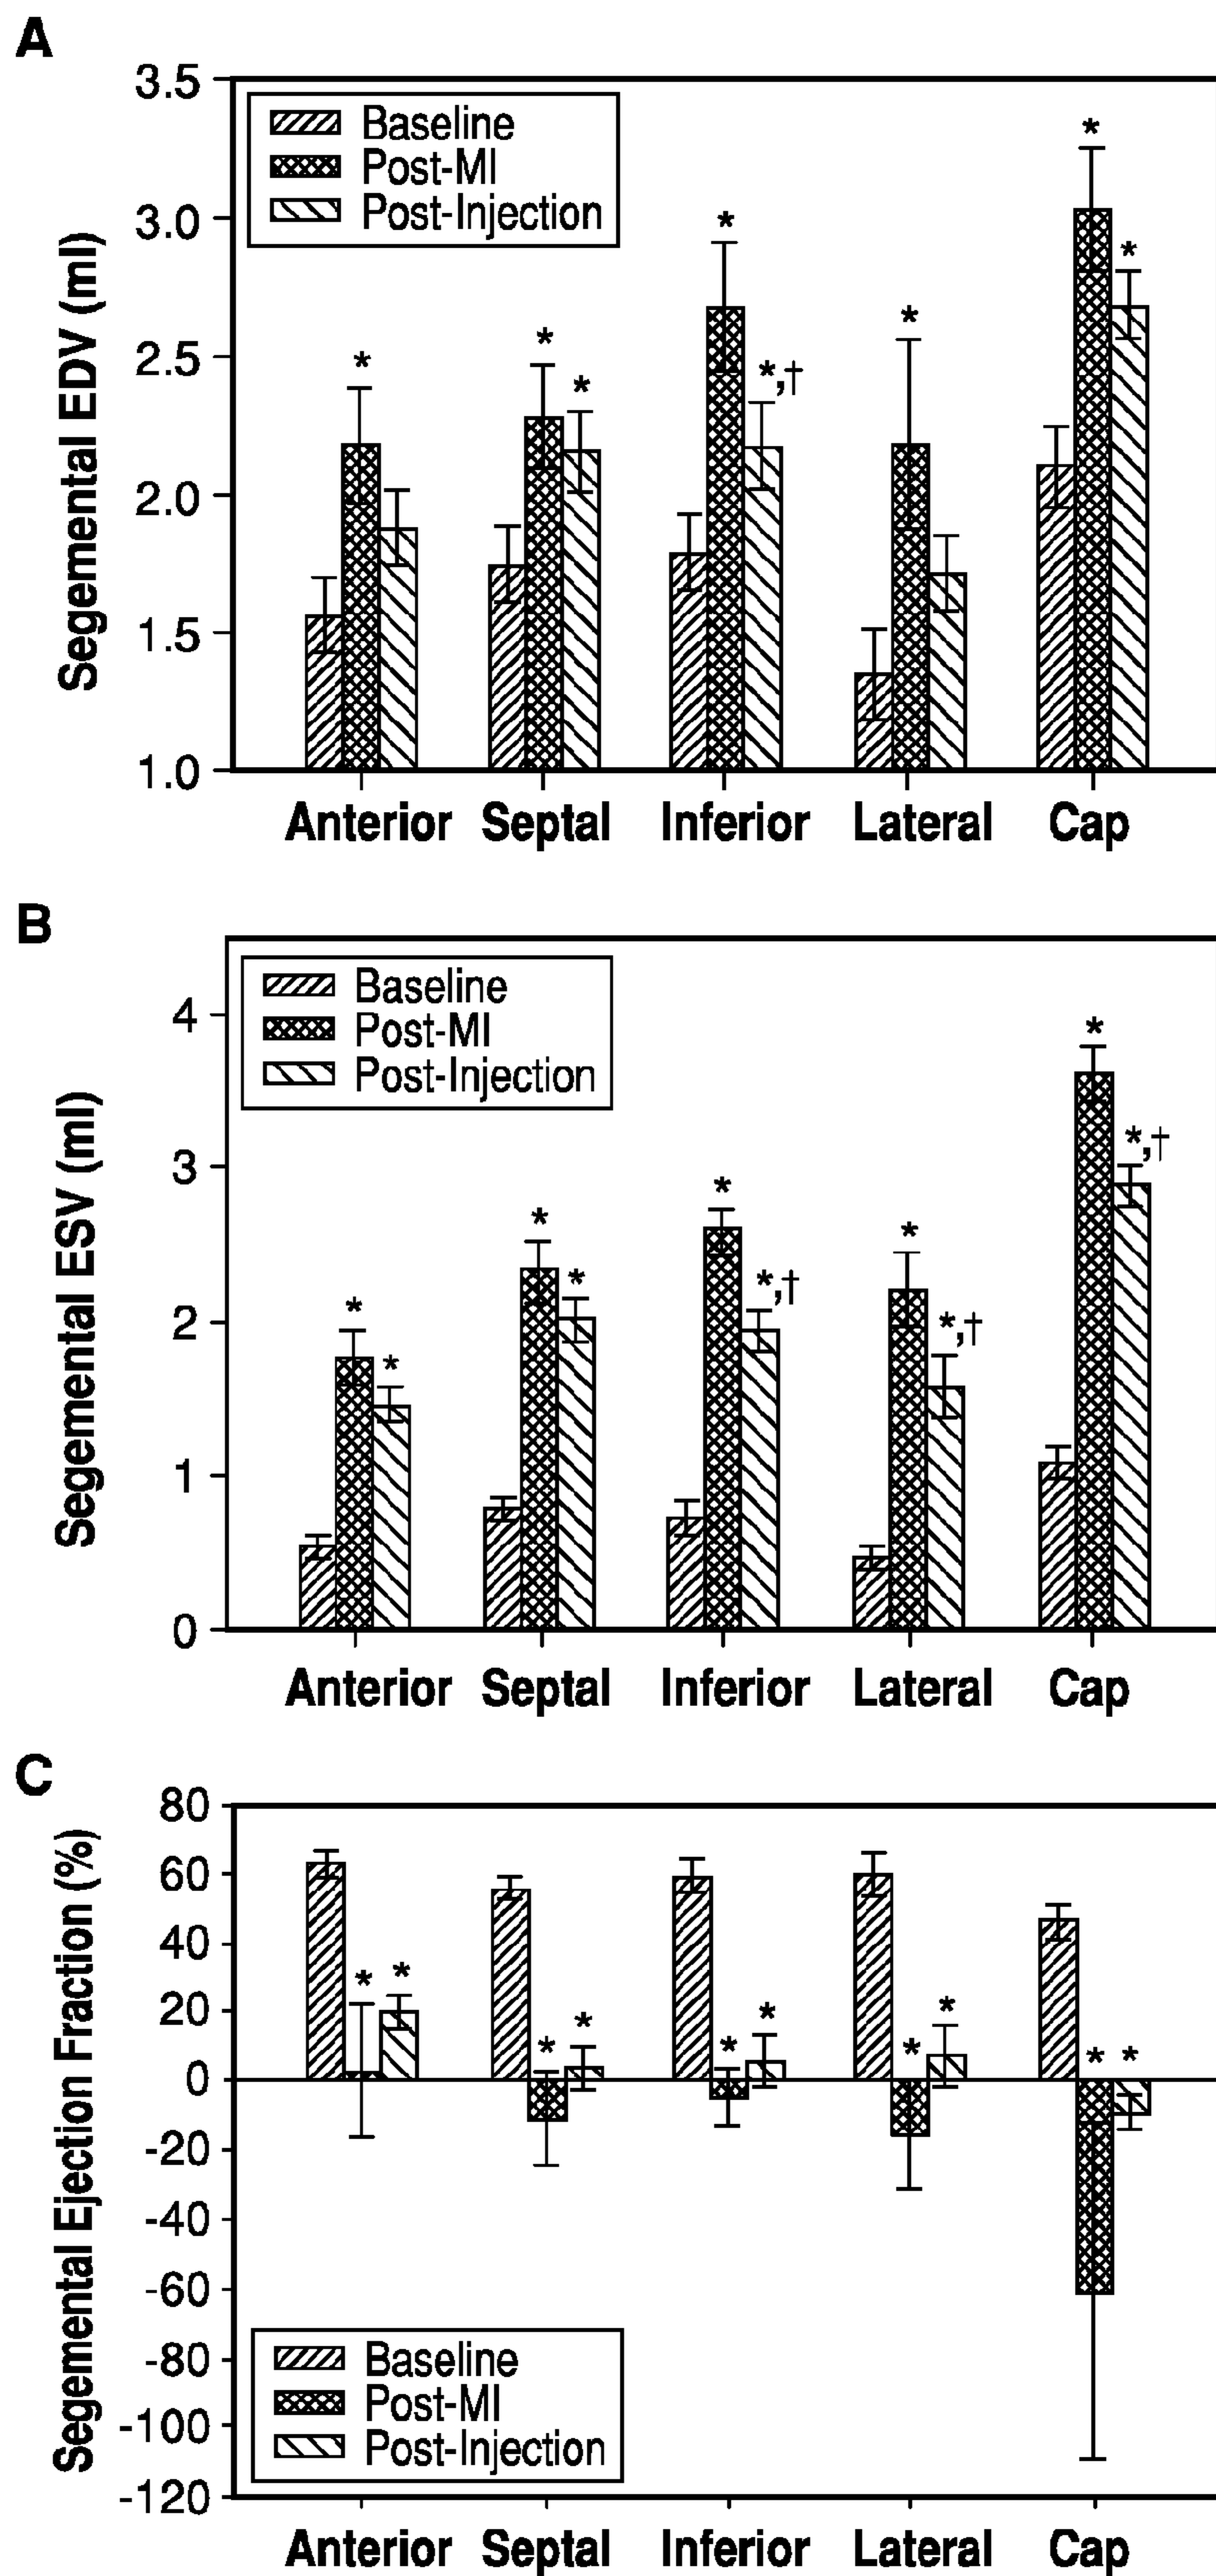 A
Segemental EDV (ml)
3.5
3.0
2.5
2.0
1.5
1.0
Baseline
Post-MI
Post-Injection
*
*
*
*
*,†
*
*
*
Anterior Septal Inferior Lateral Cap
B
Segemental ESV (ml)
4
3
2
1
0
Baseline
Post-MI
Post-Injection
*
*
*
*
*
*,†
*
*,†
*
*,†
Anterior Septal Inferior Lateral Cap
C
Segemental Ejection Fraction (%)
80
60
40
20
0
-20
-40
-60
-80
-100
-120
* * * * * * * * * *
Baseline
Post-MI
Post-Injection
Anterior Septal Inferior Lateral Cap